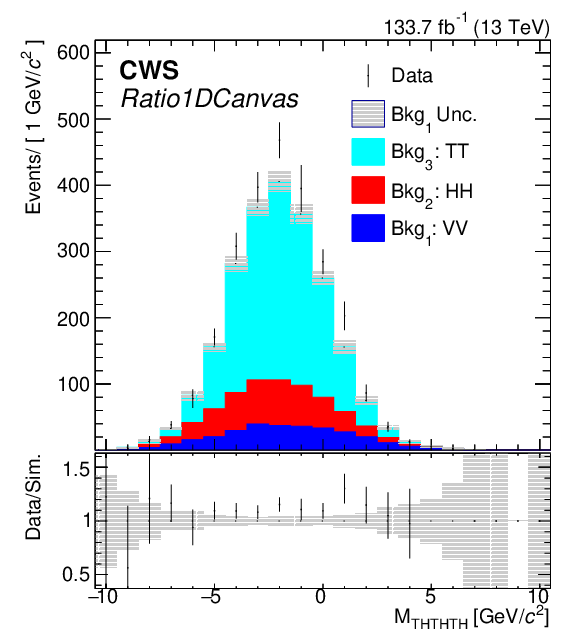 133.7 fb⁻¹ (13 TeV)
CWS
Ratio1DCanvas
Data
Bkg₁ Unc.
Bkg₃: TT
Bkg₂: HH
Bkg₁: VV
Events/ [ 1 GeV/c² ]
600
500
400
300
200
100
Data/Sim.
1.5
1
0.5
−10 −5 0 5 10
M_THTHTH [GeV/c²]